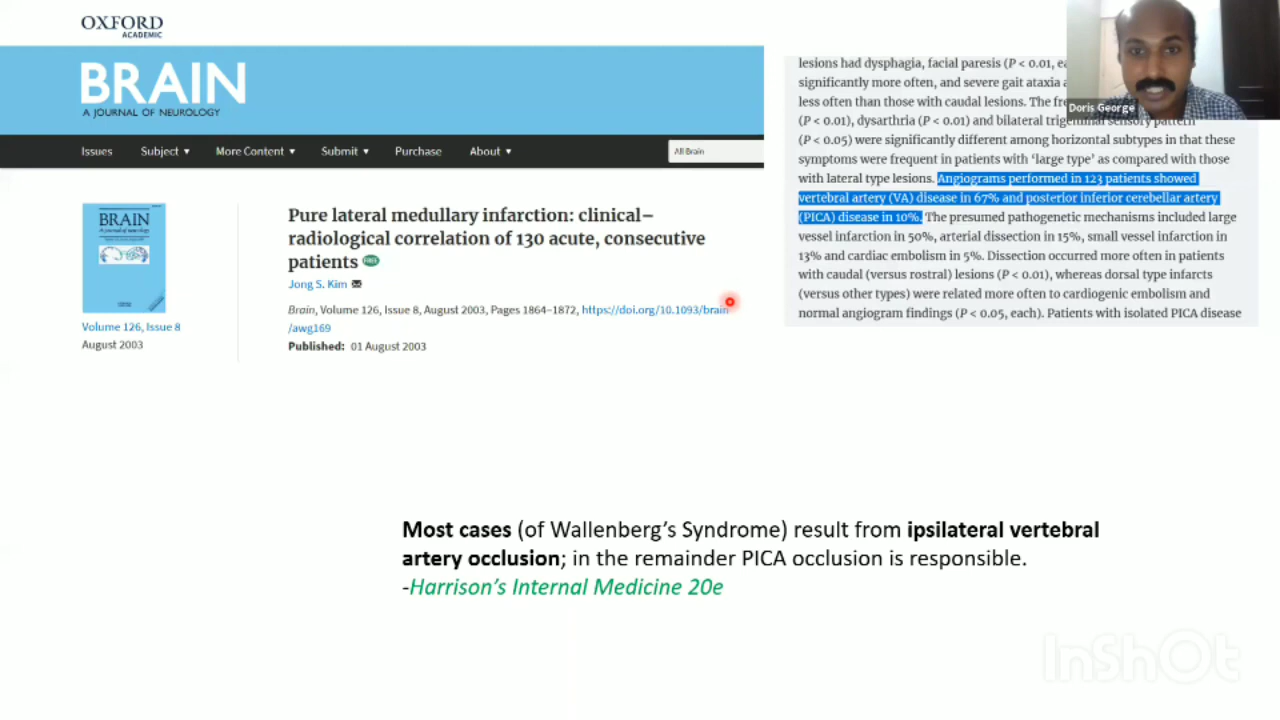 OXFORD
ACADEMIC
BRAIN
A JOURNAL OF NEUROLOGY
Issues Subject ▾ More Content ▾ Submit ▾ Purchase About ▾ All Brain
BRAIN
Volume 126, Issue 8
August 2003
Pure lateral medullary infarction: clinical–
radiological correlation of 130 acute, consecutive
patients FREE
Jong S. Kim
Brain, Volume 126, Issue 8, August 2003, Pages 1864–1872, https://doi.org/10.1093/brain
/awg169
Published: 01 August 2003
lesions had dysphagia, facial paresis (P < 0.01, ea
significantly more often, and severe gait ataxia a
less often than those with caudal lesions. The fre
(P < 0.01), dysarthria (P < 0.01) and bilateral trigeminal sensory pattern
(P < 0.05) were significantly different among horizontal subtypes in that these
symptoms were frequent in patients with ‘large type’ as compared with those
with lateral type lesions. Angiograms performed in 123 patients showed
vertebral artery (VA) disease in 67% and posterior inferior cerebellar artery
(PICA) disease in 10%. The presumed pathogenetic mechanisms included large
vessel infarction in 50%, arterial dissection in 15%, small vessel infarction in
13% and cardiac embolism in 5%. Dissection occurred more often in patients
with caudal (versus rostral) lesions (P < 0.01), whereas dorsal type infarcts
(versus other types) were related more often to cardiogenic embolism and
normal angiogram findings (P < 0.05, each). Patients with isolated PICA disease
Doris George
Most cases (of Wallenberg’s Syndrome) result from ipsilateral vertebral
artery occlusion; in the remainder PICA occlusion is responsible.
-Harrison’s Internal Medicine 20e
InShOt